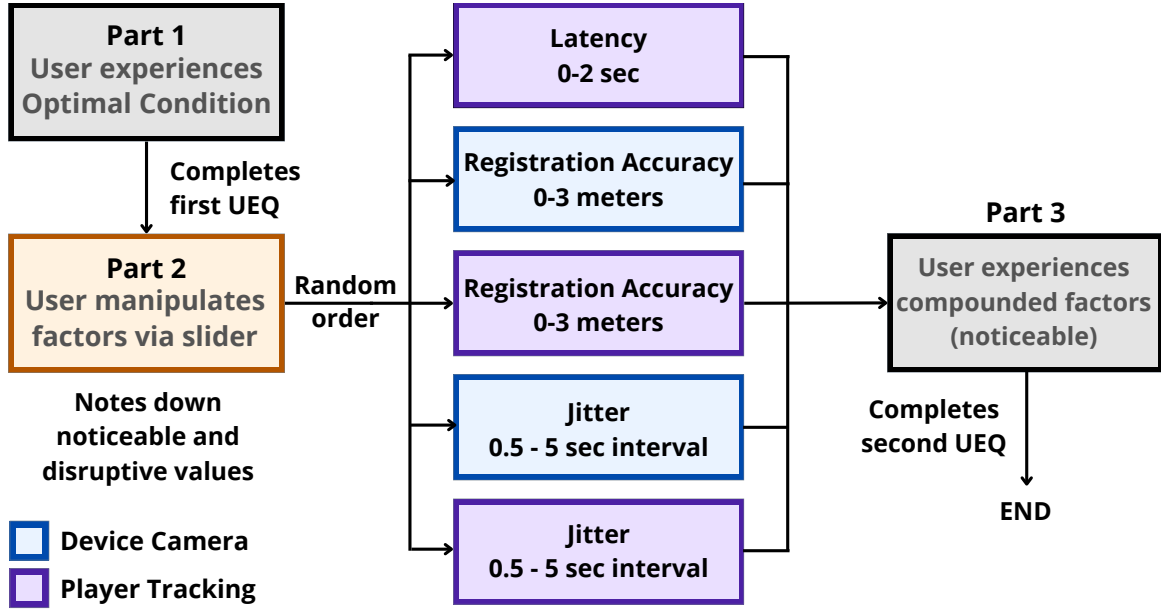 Part 1
User experiences
Optimal Condition
Completes
first UEQ
Part 2
User manipulates
factors via slider
Notes down
noticeable and
disruptive values
Device Camera
Player Tracking
Random
order
Latency
0-2 sec
Registration Accuracy
0-3 meters
Registration Accuracy
0-3 meters
Jitter
0.5 - 5 sec interval
Jitter
0.5 - 5 sec interval
Part 3
User experiences
compounded factors
(noticeable)
Completes
second UEQ
END